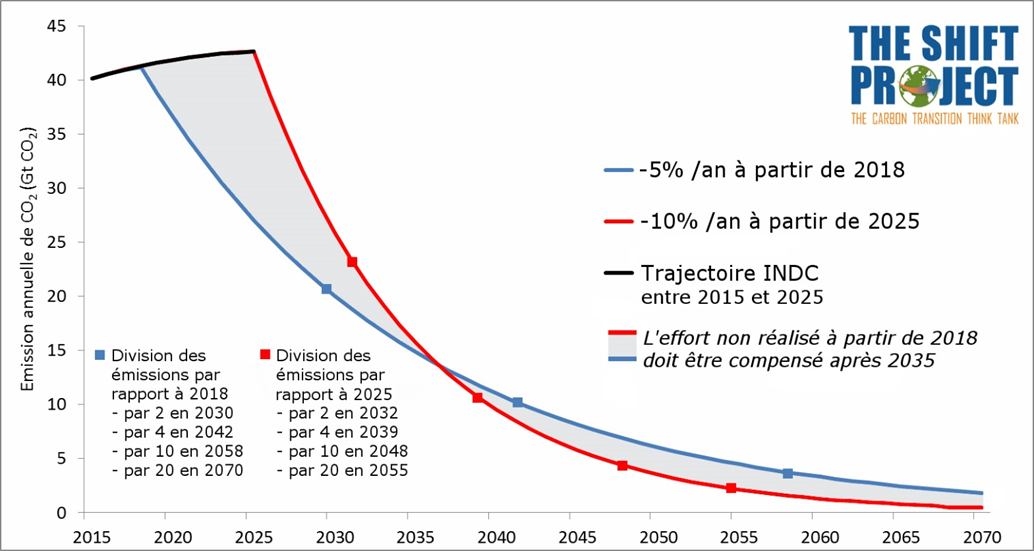 45
40
35
30
25
20
15
10
5
0
Emission annuelle de CO2 (Gt CO2)
THE SHIFT
PROJECT
THE CARBON TRANSITION THINK TANK
-5% /an à partir de 2018
-10% /an à partir de 2025
Trajectoire INDC
entre 2015 et 2025
L'effort non réalisé à partir de 2018
doit être compensé après 2035
Division des
émissions par
rapport à 2018
- par 2 en 2030
- par 4 en 2042
- par 10 en 2058
- par 20 en 2070
Division des
émissions par
rapport à 2025
- par 2 en 2032
- par 4 en 2039
- par 10 en 2048
- par 20 en 2055
2015 2020 2025 2030 2035 2040 2045 2050 2055 2060 2065 2070